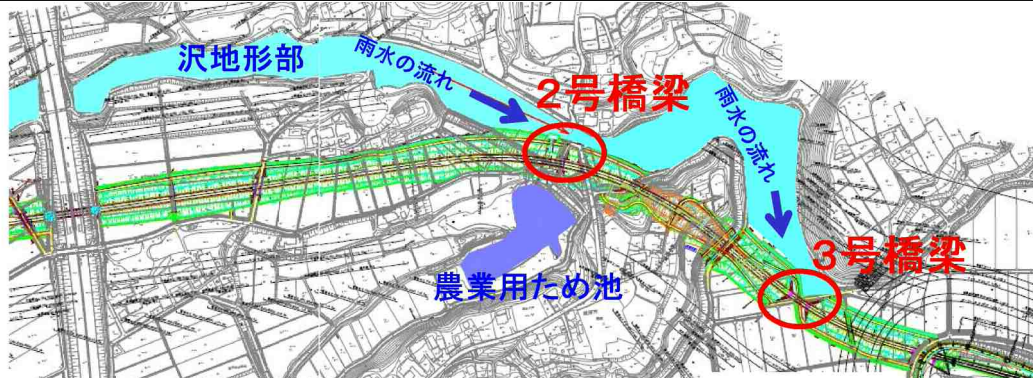 沢地形部
雨水の流れ
2号橋梁
雨水の流れ
3号橋梁
農業用ため池